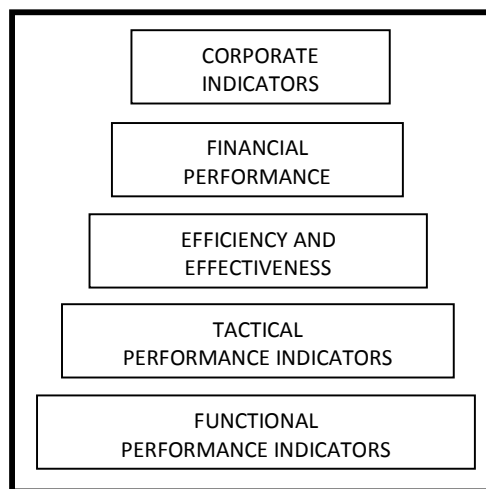 CORPORATE
INDICATORS
FINANCIAL
PERFORMANCE
EFFICIENCY AND
EFFECTIVENESS
TACTICAL
PERFORMANCE INDICATORS
FUNCTIONAL
PERFORMANCE INDICATORS